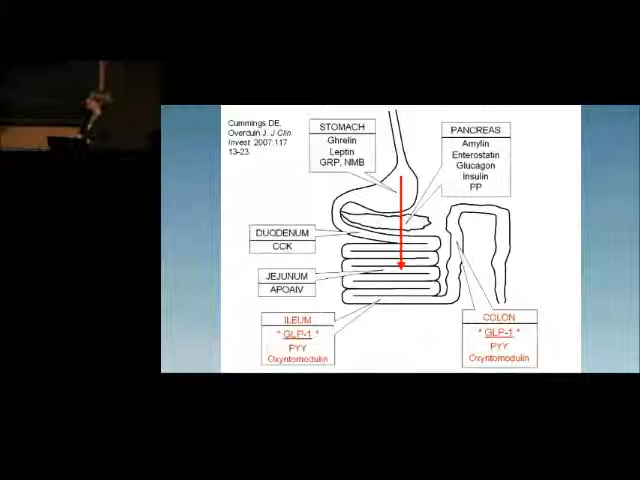 Cummings DE,
Overduin J. J Clin
Invest. 2007;117
13-23.
STOMACH
Ghrelin
Leptin
GRP, NMB
PANCREAS
Amylin
Enterostatin
Glucagon
Insulin
PP
DUODENUM
CCK
JEJUNUM
APOAIV
ILEUM
* GLP-1 *
PYY
Oxyntomodulin
COLON
* GLP-1 *
PYY
Oxyntomodulin